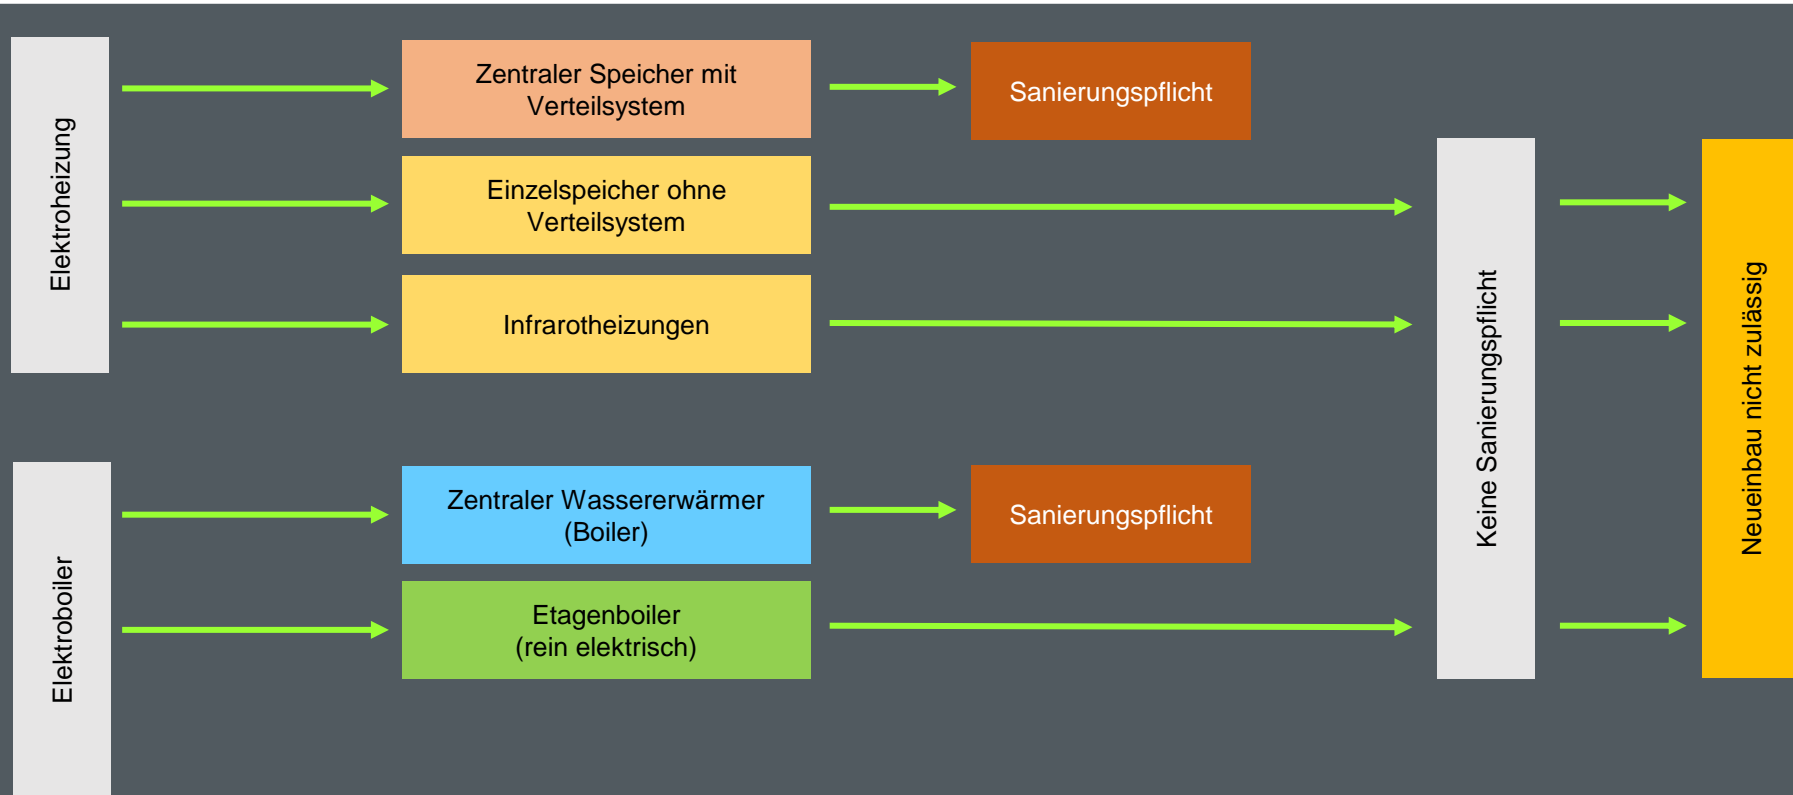 Elektroheizung
Zentraler Speicher mit
Verteilsystem
Sanierungspflicht
Einzelspeicher ohne
Verteilsystem
Infrarotheizungen
Elektroboiler
Zentraler Wassererwärmer
(Boiler)
Sanierungspflicht
Etagenboiler
(rein elektrisch)
Keine Sanierungspflicht
Neueinbau nicht zulässig